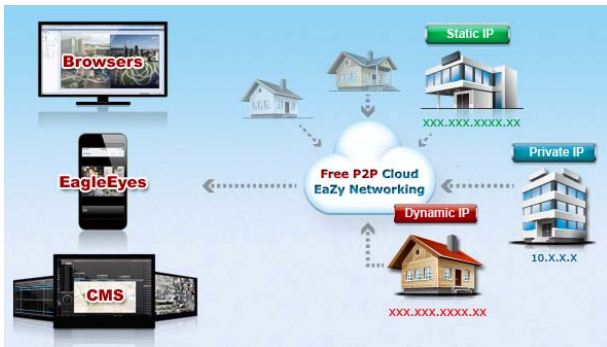 Browsers
Static IP
XXX.XXX.XXXX.XX
EagleEyes
Free P2P Cloud
EaZy Networking
Private IP
10.X.X.X
Dynamic IP
XXX.XXX.XXXX.XX
CMS